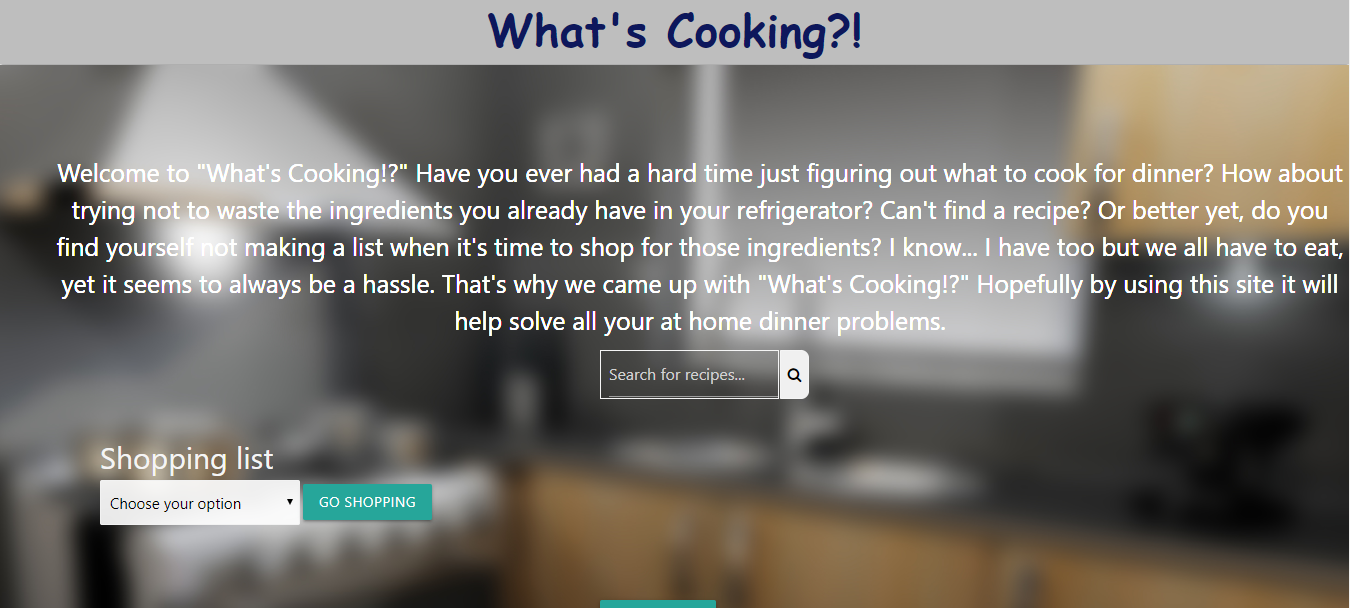 What's Cooking?!
Welcome to "What's Cooking!?" Have you ever had a hard time just figuring out what to cook for dinner? How about
trying not to waste the ingredients you already have in your refrigerator? Can't find a recipe? Or better yet, do you
find yourself not making a list when it's time to shop for those ingredients? I know... I have too but we all have to eat,
yet it seems to always be a hassle. That's why we came up with "What's Cooking!?" Hopefully by using this site it will
help solve all your at home dinner problems.
Search for recipes...
Shopping list
Choose your option
GO SHOPPING